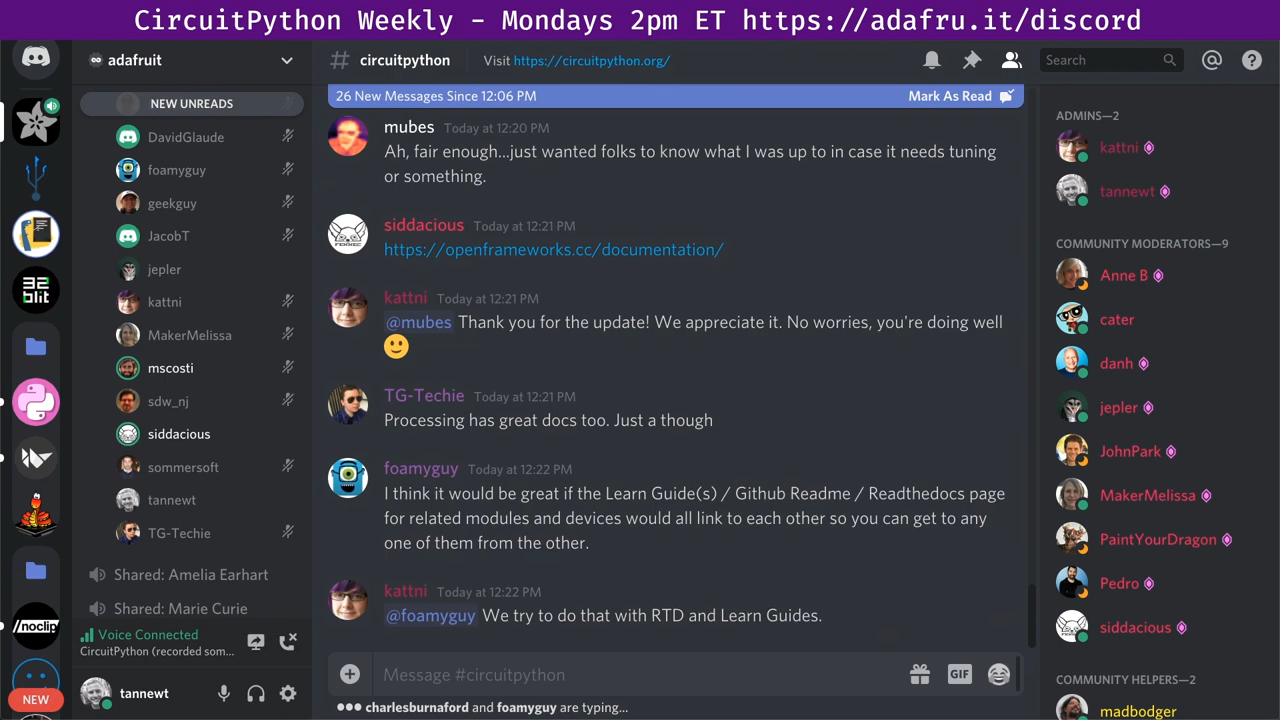 CircuitPython Weekly - Mondays 2pm ET https://adafru.it/discord
adafruit
circuitpython
Visit https://circuitpython.org/
Search
NEW UNREADS
DavidGlaude
foamyguy
geekguy
JacobT
jepler
kattni
MakerMelissa
mscosti
sdw_nj
siddacious
sommersoft
tannewt
TG-Techie
Shared: Amelia Earhart
Shared: Marie Curie
Voice Connected
CircuitPython (recorded som...
tannewt
32
blit
/noclip
NEW
26 New Messages Since 12:06 PM
Mark As Read
mubes Today at 12:20 PM
Ah, fair enough...just wanted folks to know what I was up to in case it needs tuning
or something.
siddacious Today at 12:21 PM
https://openframeworks.cc/documentation/
kattni Today at 12:21 PM
@mubes Thank you for the update! We appreciate it. No worries, you're doing well
TG-Techie Today at 12:21 PM
Processing has great docs too. Just a though
foamyguy Today at 12:22 PM
I think it would be great if the Learn Guide(s) / Github Readme / Readthedocs page
for related modules and devices would all link to each other so you can get to any
one of them from the other.
kattni Today at 12:22 PM
@foamyguy We try to do that with RTD and Learn Guides.
Message #circuitpython
GIF
charlesburnaford and foamyguy are typing...
ADMINS—2
kattni
tannewt
COMMUNITY MODERATORS—9
Anne B
cater
danh
jepler
JohnPark
MakerMelissa
PaintYourDragon
Pedro
siddacious
COMMUNITY HELPERS—2
madbodger